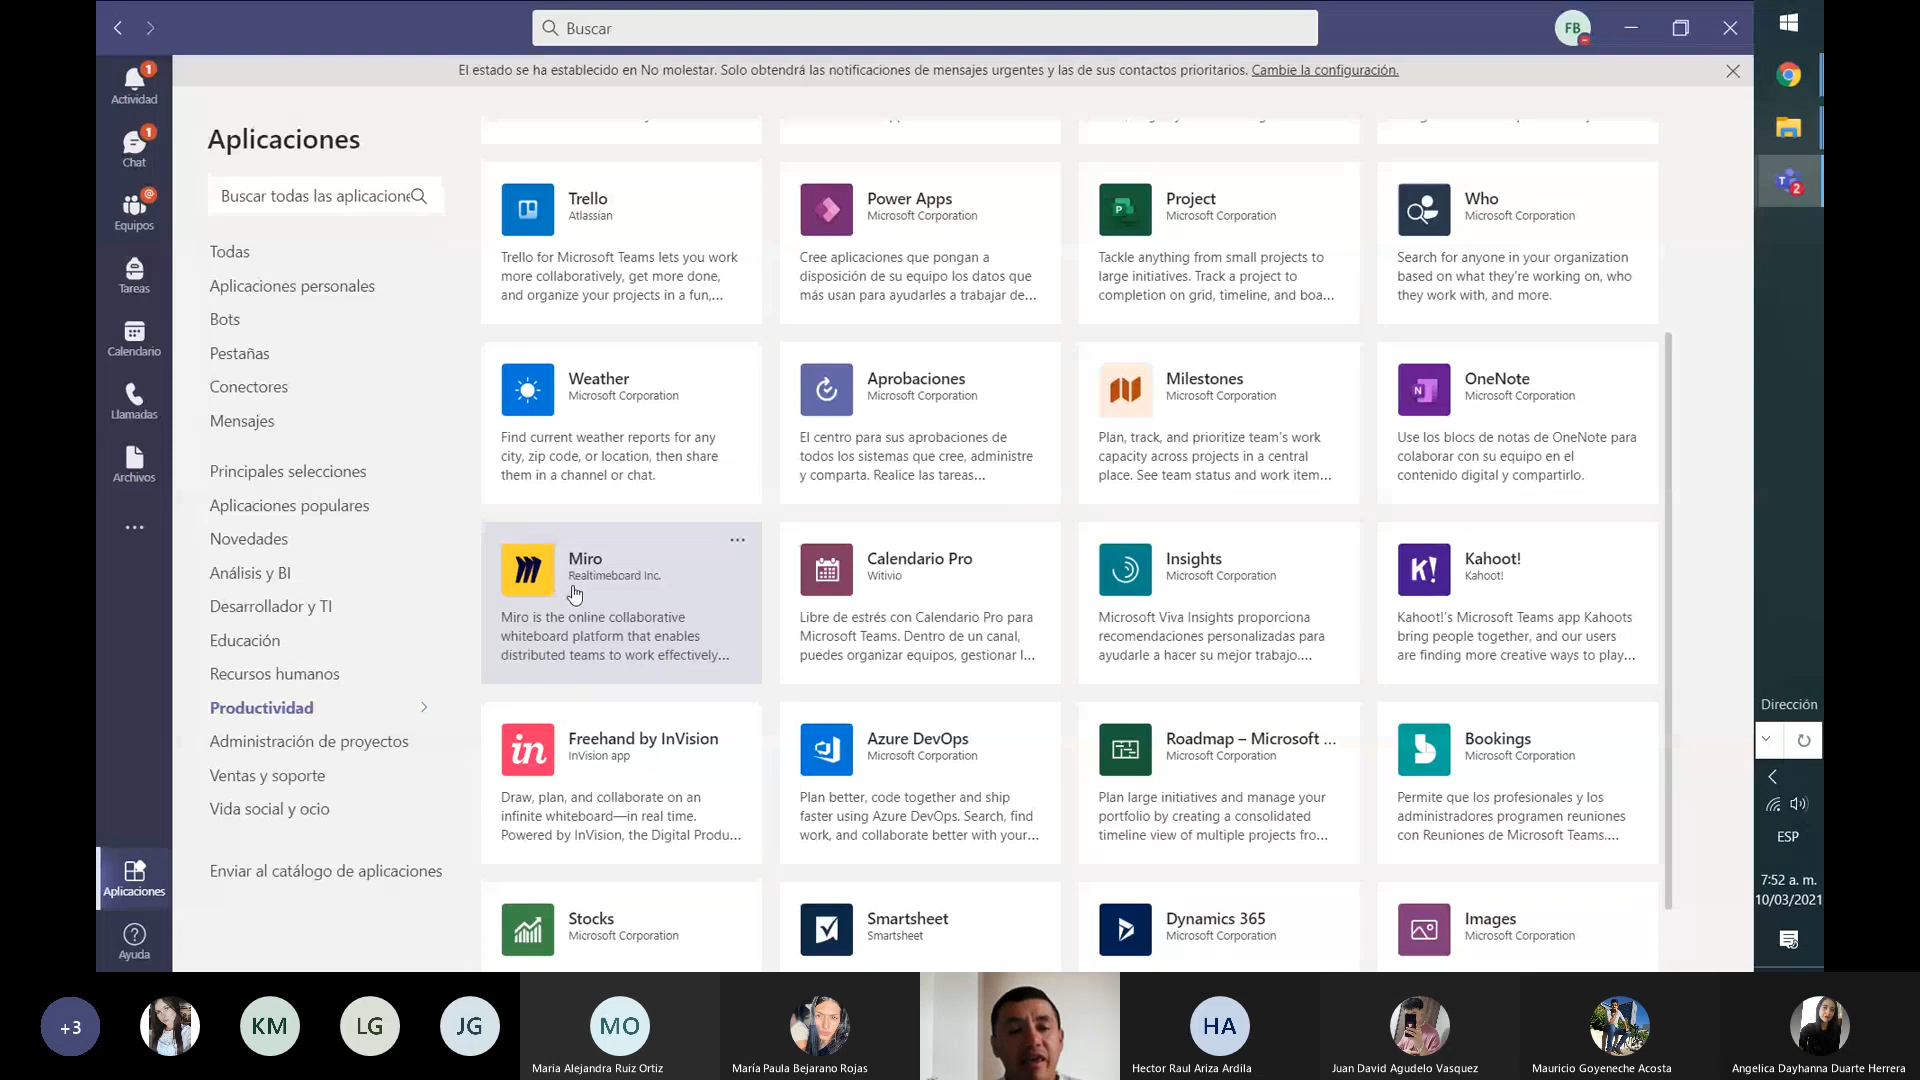 Buscar
FB
El estado se ha establecido en No molestar. Solo obtendrá las notificaciones de mensajes urgentes y las de sus contactos prioritarios. Cambie la configuración.
1
Actividad
1
Chat
@
Equipos
Tareas
Calendario
Llamadas
Archivos
Aplicaciones
Ayuda
Aplicaciones
Buscar todas las aplicacione
Todas
Aplicaciones personales
Bots
Pestañas
Conectores
Mensajes
Principales selecciones
Aplicaciones populares
Novedades
Análisis y BI
Desarrollador y TI
Educación
Recursos humanos
Productividad
Administración de proyectos
Ventas y soporte
Vida social y ocio
Enviar al catálogo de aplicaciones
Trello
Atlassian
Trello for Microsoft Teams lets you work
more collaboratively, get more done,
and organize your projects in a fun,...
Power Apps
Microsoft Corporation
Cree aplicaciones que pongan a
disposición de su equipo los datos que
más usan para ayudarles a trabajar de...
Project
Microsoft Corporation
Tackle anything from small projects to
large initiatives. Track a project to
completion on grid, timeline, and boa...
Who
Microsoft Corporation
Search for anyone in your organization
based on what they're working on, who
they work with, and more.
Weather
Microsoft Corporation
Find current weather reports for any
city, zip code, or location, then share
them in a channel or chat.
Aprobaciones
Microsoft Corporation
El centro para sus aprobaciones de
todos los sistemas que cree, administre
y comparta. Realice las tareas...
Milestones
Microsoft Corporation
Plan, track, and prioritize team's work
capacity across projects in a central
place. See team status and work item...
OneNote
Microsoft Corporation
Use los blocs de notas de OneNote para
colaborar con su equipo en el
contenido digital y compartirlo.
Miro
Realtimeboard Inc.
Miro is the online collaborative
whiteboard platform that enables
distributed teams to work effectively...
Calendario Pro
Witivio
Libre de estrés con Calendario Pro para
Microsoft Teams. Dentro de un canal,
puedes organizar equipos, gestionar l...
Insights
Microsoft Corporation
Microsoft Viva Insights proporciona
recomendaciones personalizadas para
ayudarle a hacer su mejor trabajo....
K!
Kahoot!
Kahoot!
Kahoot!'s Microsoft Teams app Kahoots
bring people together, and our users
are finding more creative ways to play...
in
Freehand by InVision
InVision app
Draw, plan, and collaborate on an
infinite whiteboard—in real time.
Powered by InVision, the Digital Produ...
Azure DevOps
Microsoft Corporation
Plan better, code together and ship
faster using Azure DevOps. Search, find
work, and collaborate better with your...
Roadmap – Microsoft ...
Microsoft Corporation
Plan large initiatives and manage your
portfolio by creating a consolidated
timeline view of multiple projects fro...
Bookings
Microsoft Corporation
Permite que los profesionales y los
administradores programen reuniones
con Reuniones de Microsoft Teams....
Stocks
Microsoft Corporation
Smartsheet
Smartsheet
Dynamics 365
Microsoft Corporation
Images
Microsoft Corporation
2
Dirección
ESP
7:52 a. m.
10/03/2021
+3
KM
LG
JG
MO
Maria Alejandra Ruiz Ortiz
María Paula Bejarano Rojas
HA
Hector Raul Ariza Ardila
Juan David Agudelo Vasquez
Mauricio Goyeneche Acosta
Angelica Dayhanna Duarte Herrera